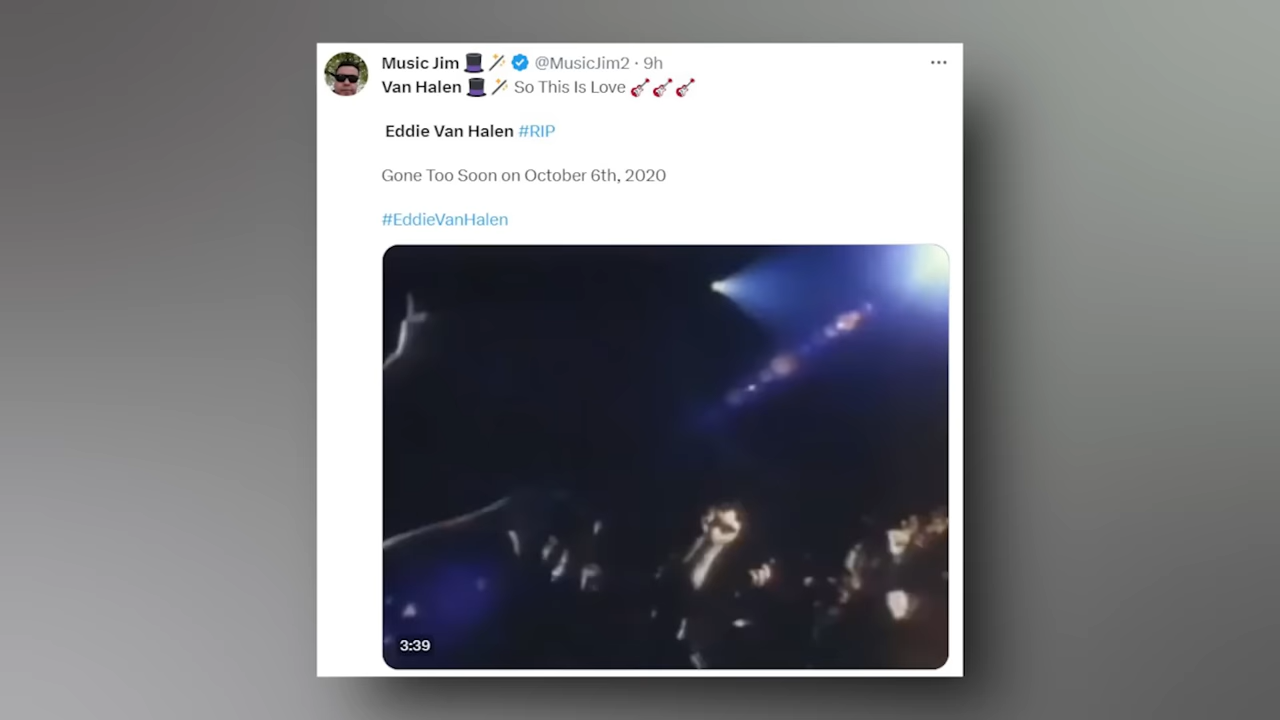 Music Jim 🎩🪄 @MusicJim2 · 9h
Van Halen 🎩🪄 So This Is Love 🎸🎸🎸
Eddie Van Halen #RIP
Gone Too Soon on October 6th, 2020
#EddieVanHalen
3:39